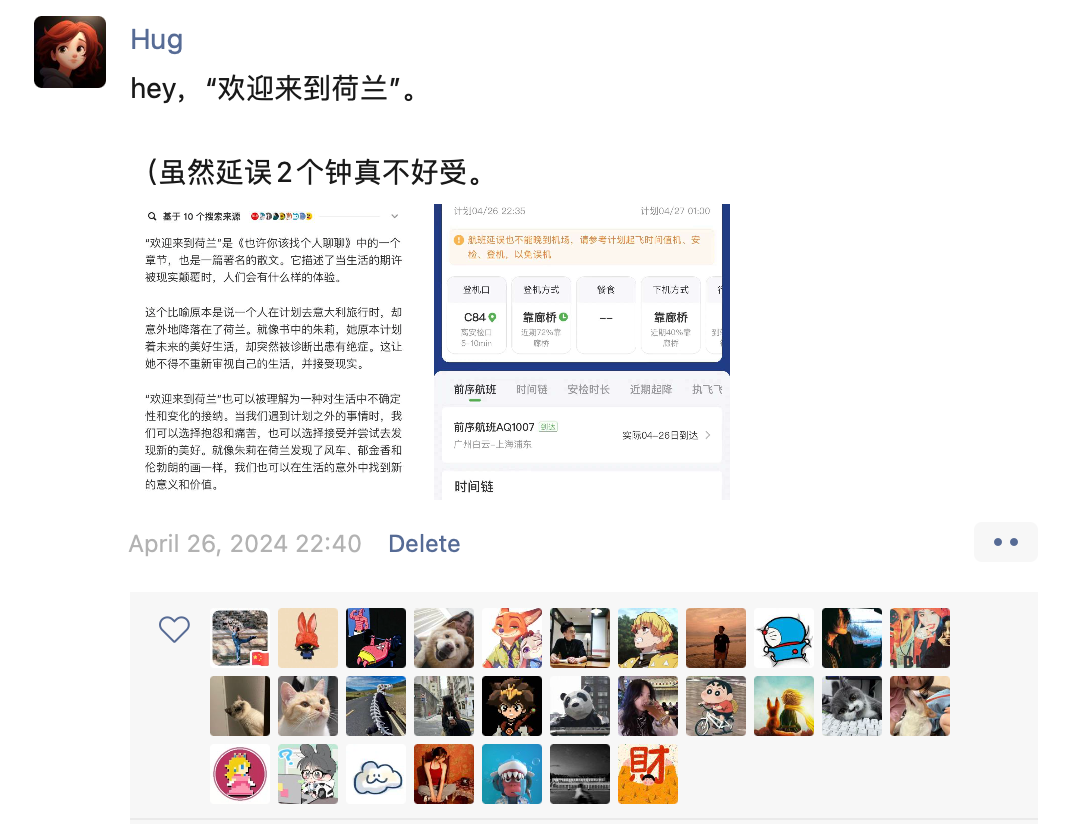 Hug
hey，“欢迎来到荷兰”。
（虽然延误2个钟真不好受。
基于 10 个搜索来源
“欢迎来到荷兰”是《也许你该找个人聊聊》中的一个
章节，也是一篇著名的散文。它描述了当生活的期许
被现实颠覆时，人们会有什么样的体验。
这个比喻原本是说一个人在计划去意大利旅行时，却
意外地降落在了荷兰。就像书中的朱莉，她原本计划
着未来的美好生活，却突然被诊断出患有绝症。这让
她不得不重新审视自己的生活，并接受现实。
“欢迎来到荷兰”也可以被理解为一种对生活中不确定
性和变化的接纳。当我们遇到计划之外的事情时，我
们可以选择抱怨和痛苦，也可以选择接受并尝试去发
现新的美好。就像朱莉在荷兰发现了风车、郁金香和
伦勃朗的画一样，我们也可以在生活的意外中找到新
的意义和价值。
计划04/26 22:35
计划04/27 01:00
航班延误也不能晚到机场，请参考计划起飞时间值机、安
检、登机，以免误机
登机口
登机方式
餐食
下机方式
C84
靠廊桥
--
靠廊桥
离安检口
5-10min
近期72%靠
廊桥
近期40%靠
廊桥
前序航班
时间链
安检时长
近期起降
执飞飞
前序航班AQ1007
到达
广州白云-上海浦东
实际04-26日到达
时间链
April 26, 2024 22:40
Delete
財